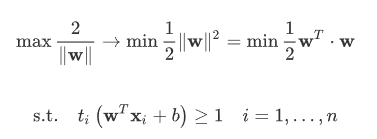 max 2/‖w‖ → min 1/2 ‖w‖² = min 1/2 wᵀ · w
s.t. tᵢ (wᵀxᵢ + b) ≥ 1 i = 1, . . . , n